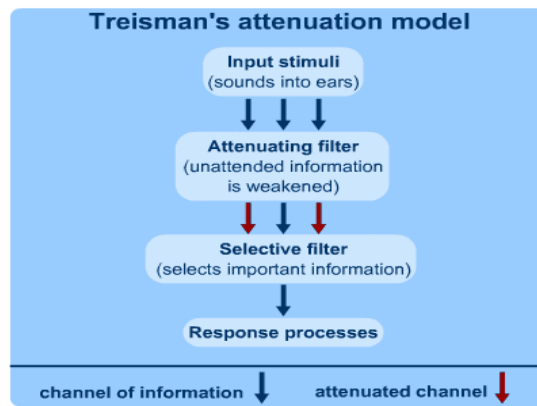 Treisman's attenuation model
Input stimuli
(sounds into ears)
Attenuating filter
(unattended information
is weakened)
Selective filter
(selects important information)
Response processes
channel of information
attenuated channel